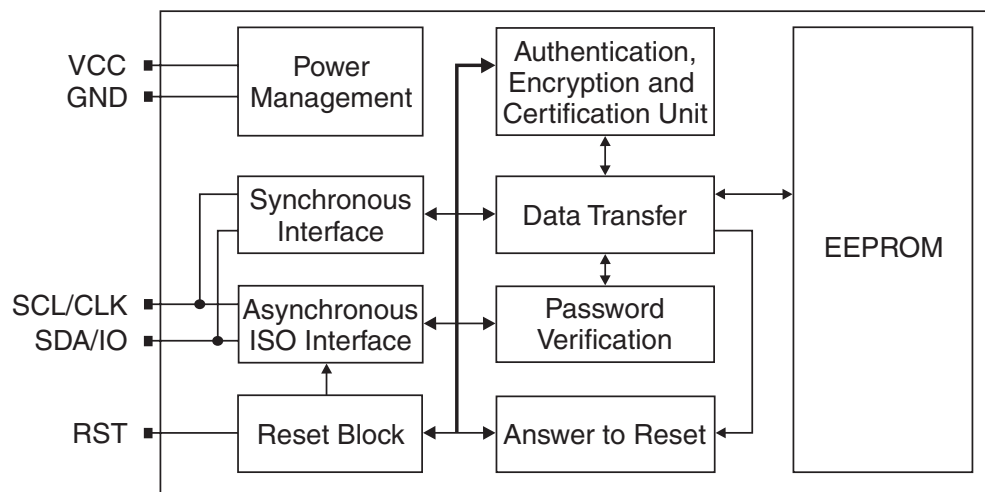 VCC
GND
Power
Management
Authentication,
Encryption and
Certification Unit
Synchronous
Interface
Data Transfer
EEPROM
SCL/CLK
SDA/IO
Asynchronous
ISO Interface
Password
Verification
RST
Reset Block
Answer to Reset